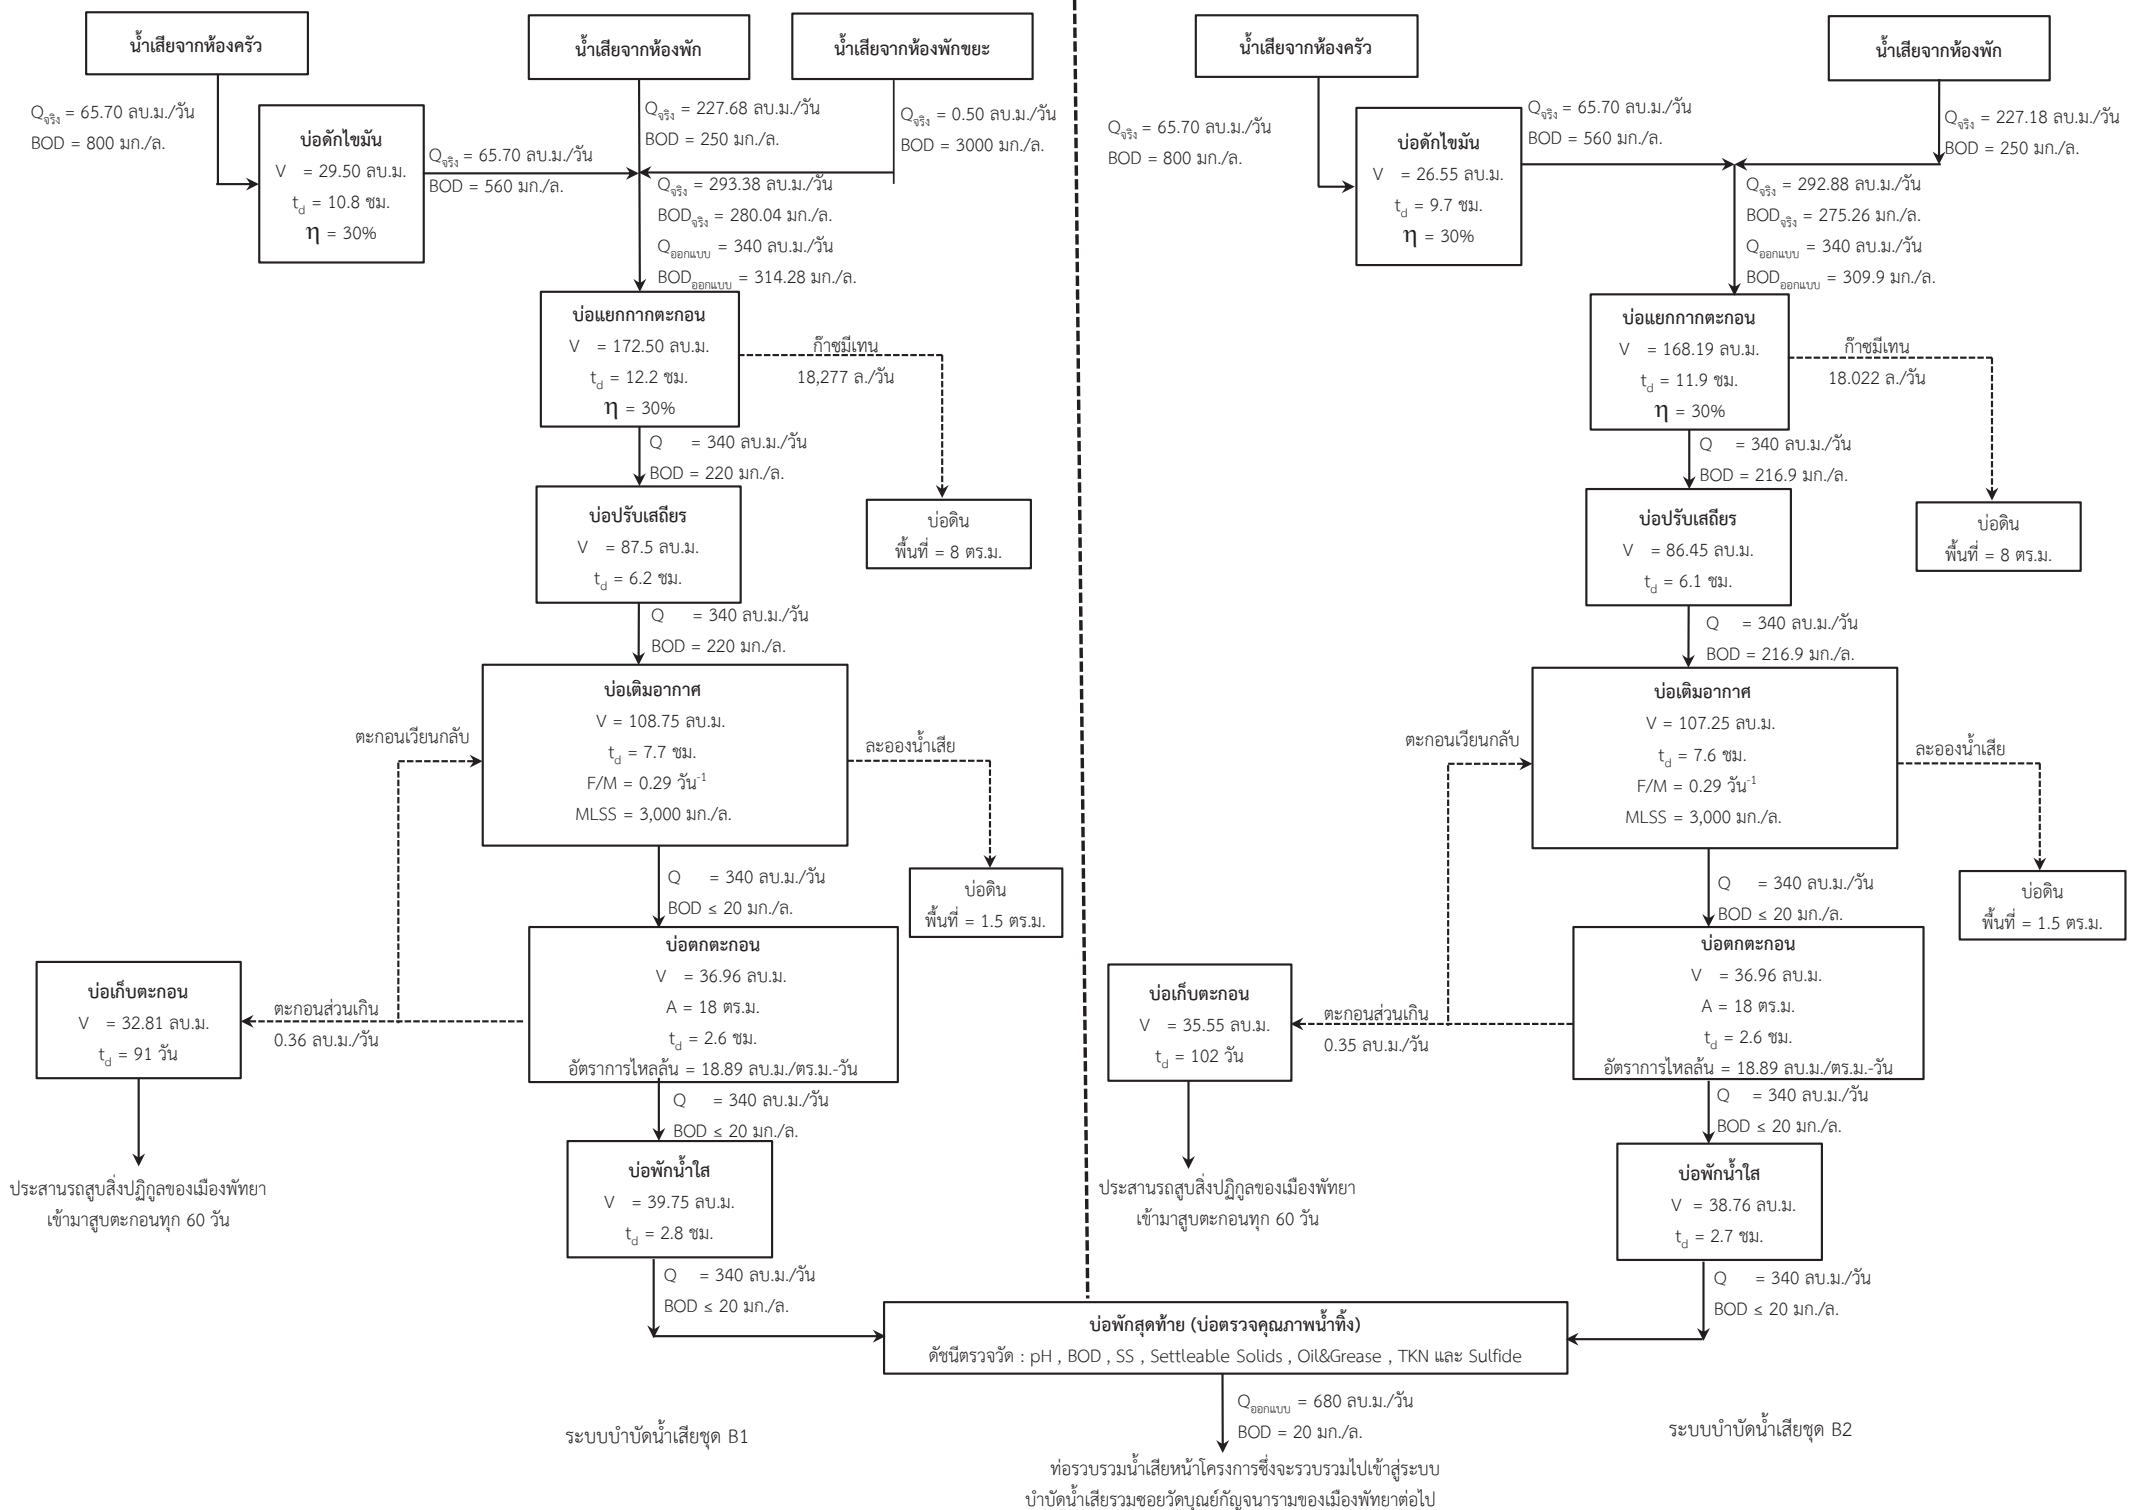 น้ำเสียจากห้องครัว
น้ำเสียจากห้องพัก
น้ำเสียจากห้องพักขยะ
Qจริง = 65.70 ลบ.ม./วัน
BOD = 800 มก./ล.
บ่อดักไขมัน
V = 29.50 ลบ.ม.
td = 10.8 ชม.
η = 30%
Qจริง = 65.70 ลบ.ม./วัน
BOD = 560 มก./ล.
Qจริง = 227.68 ลบ.ม./วัน
BOD = 250 มก./ล.
Qจริง = 0.50 ลบ.ม./วัน
BOD = 3000 มก./ล.
Qจริง = 293.38 ลบ.ม./วัน
BODจริง = 280.04 มก./ล.
Qออกแบบ = 340 ลบ.ม./วัน
BODออกแบบ = 314.28 มก./ล.
บ่อแยกกากตะกอน
V = 172.50 ลบ.ม.
td = 12.2 ชม.
η = 30%
ก๊าซมีเทน
18,277 ล./วัน
บ่อดิน
พื้นที่ = 8 ตร.ม.
Q = 340 ลบ.ม./วัน
BOD = 220 มก./ล.
บ่อปรับเสถียร
V = 87.5 ลบ.ม.
td = 6.2 ชม.
Q = 340 ลบ.ม./วัน
BOD = 220 มก./ล.
บ่อเติมอากาศ
V = 108.75 ลบ.ม.
td = 7.7 ชม.
F/M = 0.29 วัน-1
MLSS = 3,000 มก./ล.
ตะกอนเวียนกลับ
ละอองน้ำเสีย
บ่อดิน
พื้นที่ = 1.5 ตร.ม.
Q = 340 ลบ.ม./วัน
BOD ≤ 20 มก./ล.
บ่อตกตะกอน
V = 36.96 ลบ.ม.
A = 18 ตร.ม.
td = 2.6 ชม.
อัตราการไหลล้น = 18.89 ลบ.ม./ตร.ม.-วัน
ตะกอนส่วนเกิน
0.36 ลบ.ม./วัน
บ่อเก็บตะกอน
V = 32.81 ลบ.ม.
td = 91 วัน
ประสานรถสูบสิ่งปฏิกูลของเมืองพัทยา
เข้ามาสูบตะกอนทุก 60 วัน
Q = 340 ลบ.ม./วัน
BOD ≤ 20 มก./ล.
บ่อพักน้ำใส
V = 39.75 ลบ.ม.
td = 2.8 ชม.
Q = 340 ลบ.ม./วัน
BOD ≤ 20 มก./ล.
ระบบบำบัดน้ำเสียชุด B1
น้ำเสียจากห้องครัว
น้ำเสียจากห้องพัก
Qจริง = 65.70 ลบ.ม./วัน
BOD = 800 มก./ล.
บ่อดักไขมัน
V = 26.55 ลบ.ม.
td = 9.7 ชม.
η = 30%
Qจริง = 65.70 ลบ.ม./วัน
BOD = 560 มก./ล.
Qจริง = 227.18 ลบ.ม./วัน
BOD = 250 มก./ล.
Qจริง = 292.88 ลบ.ม./วัน
BODจริง = 275.26 มก./ล.
Qออกแบบ = 340 ลบ.ม./วัน
BODออกแบบ = 309.9 มก./ล.
บ่อแยกกากตะกอน
V = 168.19 ลบ.ม.
td = 11.9 ชม.
η = 30%
ก๊าซมีเทน
18.022 ล./วัน
บ่อดิน
พื้นที่ = 8 ตร.ม.
Q = 340 ลบ.ม./วัน
BOD = 216.9 มก./ล.
บ่อปรับเสถียร
V = 86.45 ลบ.ม.
td = 6.1 ชม.
Q = 340 ลบ.ม./วัน
BOD = 216.9 มก./ล.
บ่อเติมอากาศ
V = 107.25 ลบ.ม.
td = 7.6 ชม.
F/M = 0.29 วัน-1
MLSS = 3,000 มก./ล.
ตะกอนเวียนกลับ
ละอองน้ำเสีย
บ่อดิน
พื้นที่ = 1.5 ตร.ม.
Q = 340 ลบ.ม./วัน
BOD ≤ 20 มก./ล.
บ่อตกตะกอน
V = 36.96 ลบ.ม.
A = 18 ตร.ม.
td = 2.6 ชม.
อัตราการไหลล้น = 18.89 ลบ.ม./ตร.ม.-วัน
ตะกอนส่วนเกิน
0.35 ลบ.ม./วัน
บ่อเก็บตะกอน
V = 35.55 ลบ.ม.
td = 102 วัน
ประสานรถสูบสิ่งปฏิกูลของเมืองพัทยา
เข้ามาสูบตะกอนทุก 60 วัน
Q = 340 ลบ.ม./วัน
BOD ≤ 20 มก./ล.
บ่อพักน้ำใส
V = 38.76 ลบ.ม.
td = 2.7 ชม.
Q = 340 ลบ.ม./วัน
BOD ≤ 20 มก./ล.
ระบบบำบัดน้ำเสียชุด B2
บ่อพักสุดท้าย (บ่อตรวจคุณภาพน้ำทิ้ง)
ดัชนีตรวจวัด : pH , BOD , SS , Settleable Solids , Oil&Grease , TKN และ Sulfide
Qออกแบบ = 680 ลบ.ม./วัน
BOD = 20 มก./ล.
ท่อรวบรวมน้ำเสียหน้าโครงการซึ่งจะรวบรวมไปเข้าสู่ระบบ
บำบัดน้ำเสียรวมซอยวัดบุณย์กัญจนารามของเมืองพัทยาต่อไป